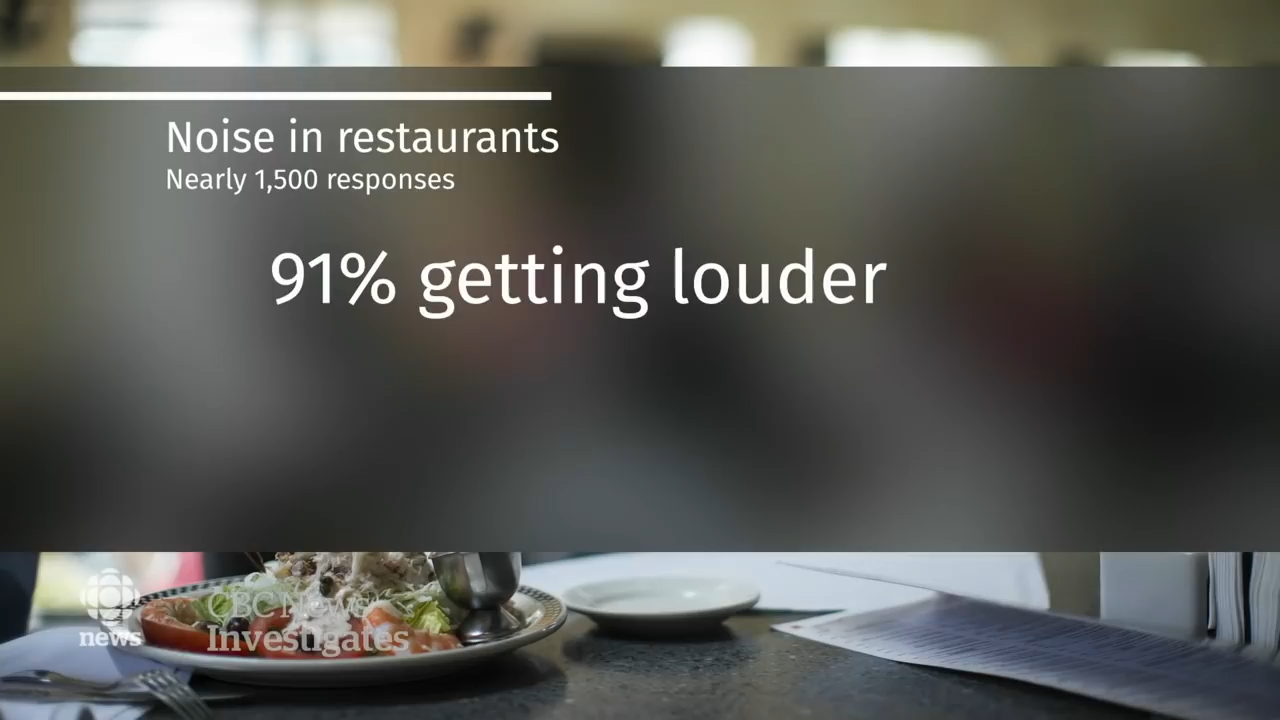 Noise in restaurants
Nearly 1,500 responses
91% getting louder
CBC News
Investigates
news